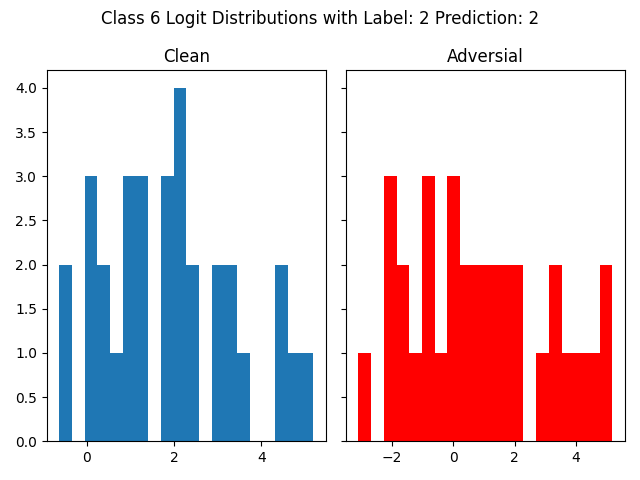 Class 6 Logit Distributions with Label: 2 Prediction: 2
Clean
Adversial
4.0
3.5
3.0
2.5
2.0
1.5
1.0
0.5
0.0
0 2 4
−2 0 2 4